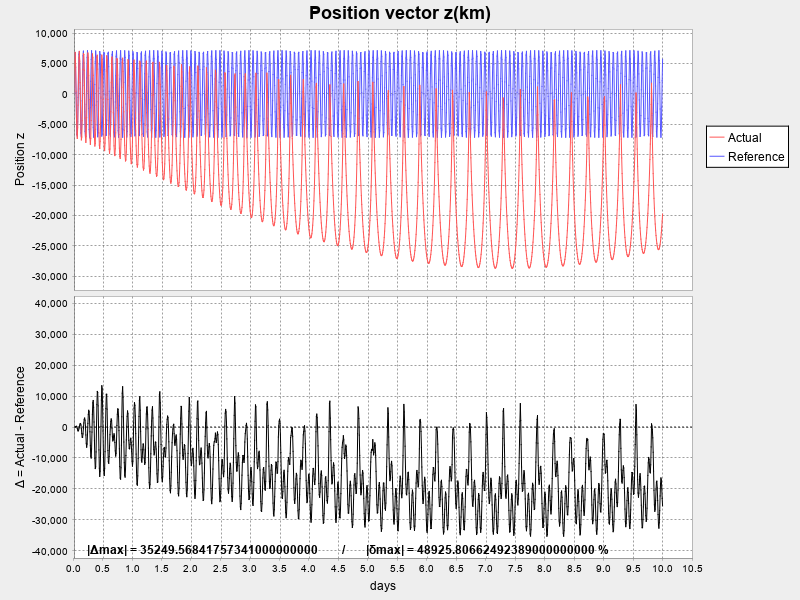 Position vector z(km)
10,000
5,000
0
-5,000
-10,000
-15,000
-20,000
-25,000
-30,000
Position z
Actual
Reference
40,000
30,000
20,000
10,000
0
-10,000
-20,000
-30,000
-40,000
Δ = Actual - Reference
|Δmax| = 35249.56841757341000000000 / |δmax| = 48925.80662492389000000000 %
0.0 0.5 1.0 1.5 2.0 2.5 3.0 3.5 4.0 4.5 5.0 5.5 6.0 6.5 7.0 7.5 8.0 8.5 9.0 9.5 10.0 10.5
days